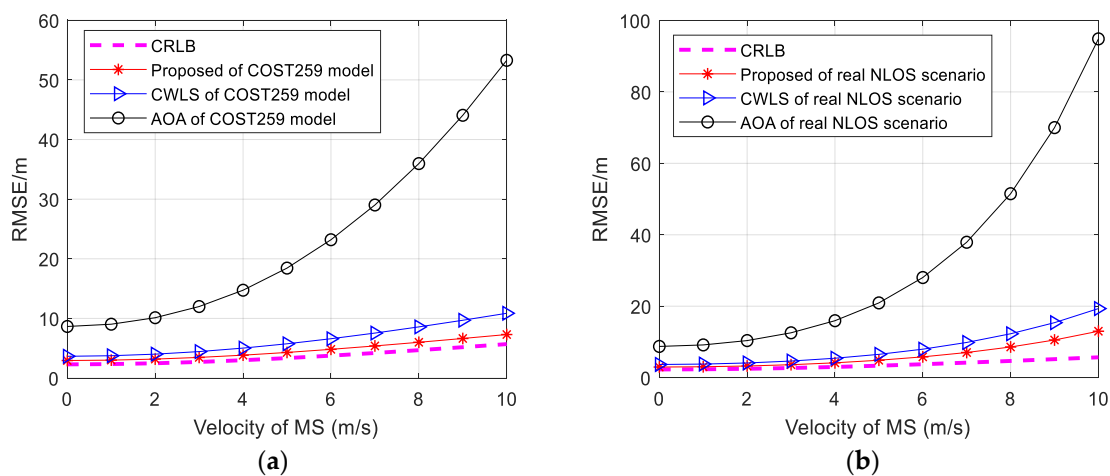 60
50
40
30
20
10
0
RMSE/m
CRLB
Proposed of COST259 model
CWLS of COST259 model
AOA of COST259 model
0 2 4 6 8 10
Velocity of MS (m/s)
(a)
100
80
60
40
20
0
RMSE/m
CRLB
Proposed of real NLOS scenario
CWLS of real NLOS scenario
AOA of real NLOS scenario
0 2 4 6 8 10
Velocity of MS (m/s)
(b)